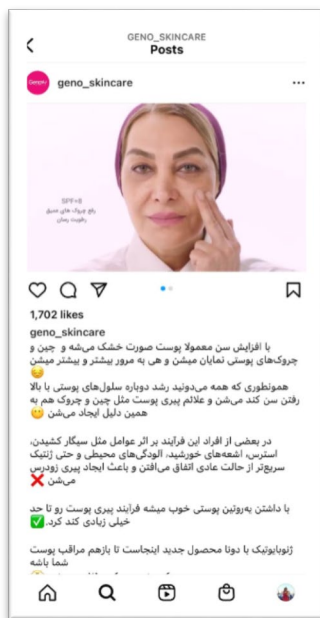 GENO_SKINCARE
Posts
geno_skincare
SPF+8
رفع چروک های عمیق
رطوبت رسان
1,702 likes
geno_skincare
با افزایش سن معمولا پوست صورت خشک می‌شه و چین و
چروک‌های پوستی نمایان میشن و هی به مرور بیشتر و بیشتر میشن
😥
همونطوری که همه می‌دونید رشد دوباره سلول‌های پوستی با بالا
رفتن سن کند می‌شن و علائم پیری پوست مثل چین و چروک هم به
همین دلیل ایجاد می‌شن 🙁
در بعضی از افراد این فرآیند بر اثر عوامل مثل سیگار کشیدن،
استرس، اشعه‌های خورشید، آلودگی‌های محیطی و حتی ژنتیک
سریع‌تر از حالت عادی اتفاق می‌افتن و باعث ایجاد پیری زودرس
می‌شن ❌
با داشتن یه‌روتین پوستی خوب میشه فرآیند پیری پوست رو تا حد
خیلی زیادی کند کرد. ✅
ژنوبایوتیک با دوتا محصول جدید اینجاست تا بازهم مراقب پوست
شما باشه